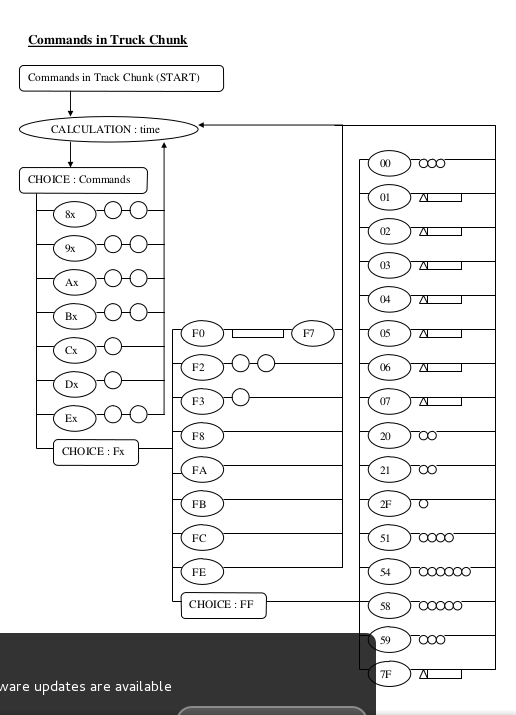 Commands in Truck Chunk
Commands in Track Chunk (START)
CALCULATION : time
CHOICE : Commands
8x
9x
Ax
Bx
Cx
Dx
Ex
CHOICE : Fx
F0
F7
F2
F3
F8
FA
FB
FC
FE
CHOICE : FF
00
01
02
03
04
05
06
07
20
21
2F
51
54
58
59
7F
ware updates are available